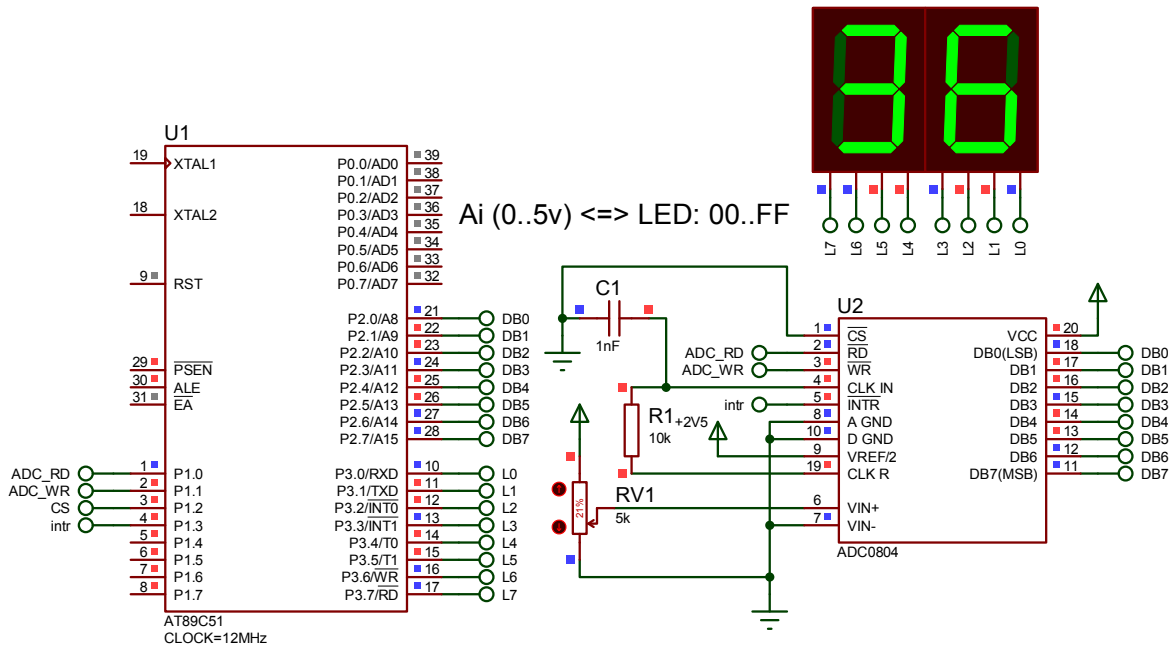 36
L7 L6 L5 L4 L3 L2 L1 L0
Ai (0..5v) <=> LED: 00..FF
U1
19 XTAL1
18 XTAL2
9 RST
29 PSEN
30 ALE
31 EA
ADC_RD 1 P1.0
ADC_WR 2 P1.1
CS 3 P1.2
intr 4 P1.3
5 P1.4
6 P1.5
7 P1.6
8 P1.7
P0.0/AD0 39
P0.1/AD1 38
P0.2/AD2 37
P0.3/AD3 36
P0.4/AD4 35
P0.5/AD5 34
P0.6/AD6 33
P0.7/AD7 32
P2.0/A8 21 DB0
P2.1/A9 22 DB1
P2.2/A10 23 DB2
P2.3/A11 24 DB3
P2.4/A12 25 DB4
P2.5/A13 26 DB5
P2.6/A14 27 DB6
P2.7/A15 28 DB7
P3.0/RXD 10 L0
P3.1/TXD 11 L1
P3.2/INT0 12 L2
P3.3/INT1 13 L3
P3.4/T0 14 L4
P3.5/T1 15 L5
P3.6/WR 16 L6
P3.7/RD 17 L7
AT89C51
CLOCK=12MHz
C1
1nF
R1
10k
+2V5
RV1
5k
21%
U2
1 CS
ADC_RD 2 RD
ADC_WR 3 WR
4 CLK IN
intr 5 INTR
8 A GND
10 D GND
9 VREF/2
19 CLK R
6 VIN+
7 VIN-
VCC 20
DB0(LSB) 18 DB0
DB1 17 DB1
DB2 16 DB2
DB3 15 DB3
DB4 14 DB4
DB5 13 DB5
DB6 12 DB6
DB7(MSB) 11 DB7
ADC0804